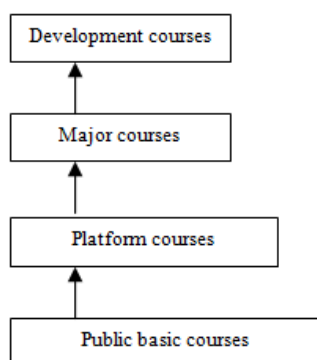 Development courses
Major courses
Platform courses
Public basic courses